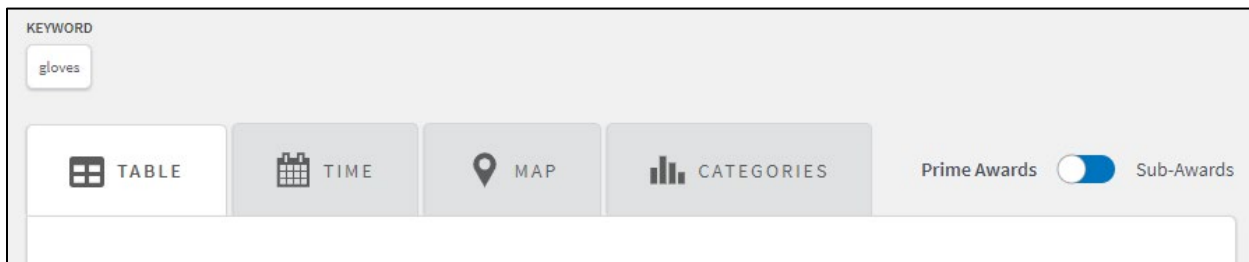 KEYWORD
gloves
TABLE TIME MAP CATEGORIES Prime Awards Sub-Awards